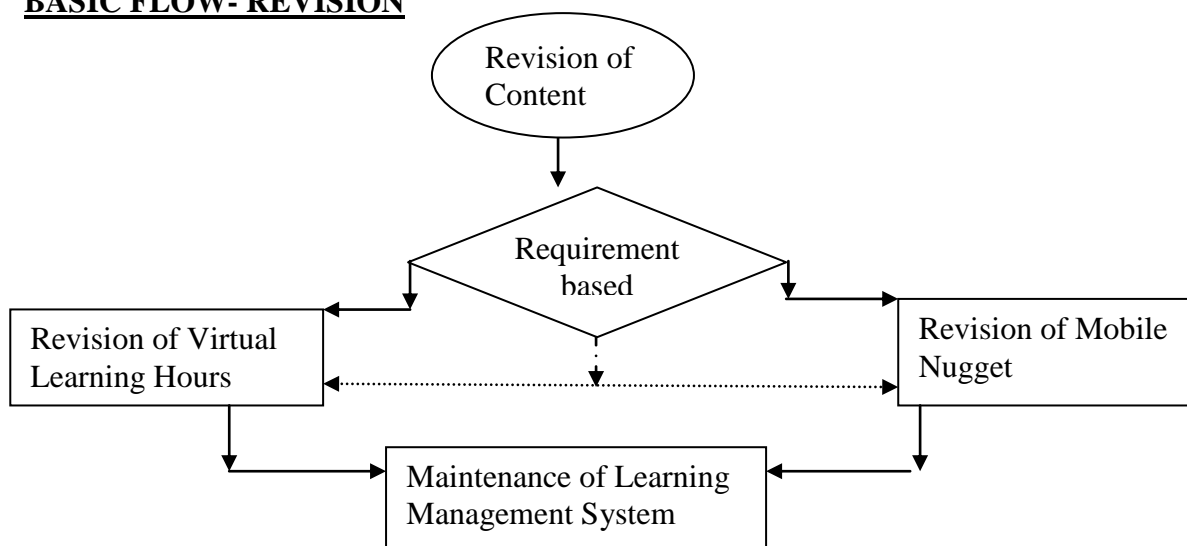 BASIC FLOW- REVISION
Revision of
Content
Requirement
based
Revision of Virtual
Learning Hours
Revision of Mobile
Nugget
Maintenance of Learning
Management System